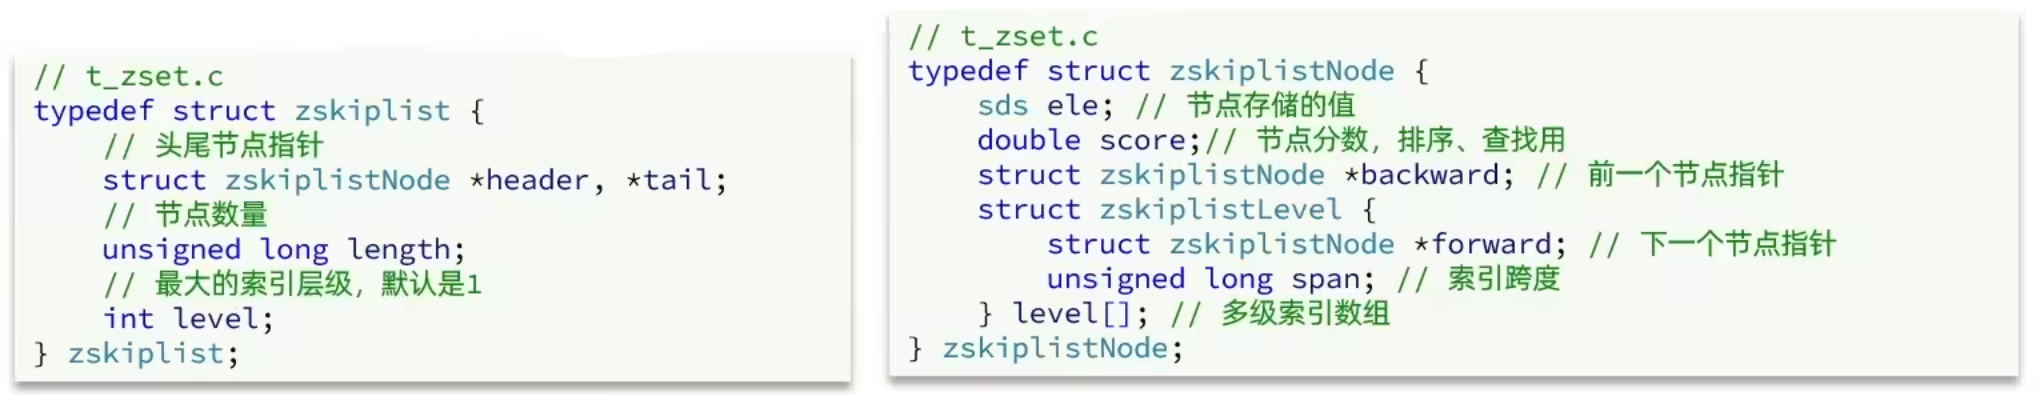 // t_zset.c
typedef struct zskiplist {
    // 头尾节点指针
    struct zskiplistNode *header, *tail;
    // 节点数量
    unsigned long length;
    // 最大的索引层级，默认是1
    int level;
} zskiplist;
// t_zset.c
typedef struct zskiplistNode {
    sds ele; // 节点存储的值
    double score;// 节点分数，排序、查找用
    struct zskiplistNode *backward; // 前一个节点指针
    struct zskiplistLevel {
        struct zskiplistNode *forward; // 下一个节点指针
        unsigned long span; // 索引跨度
    } level[]; // 多级索引数组
} zskiplistNode;